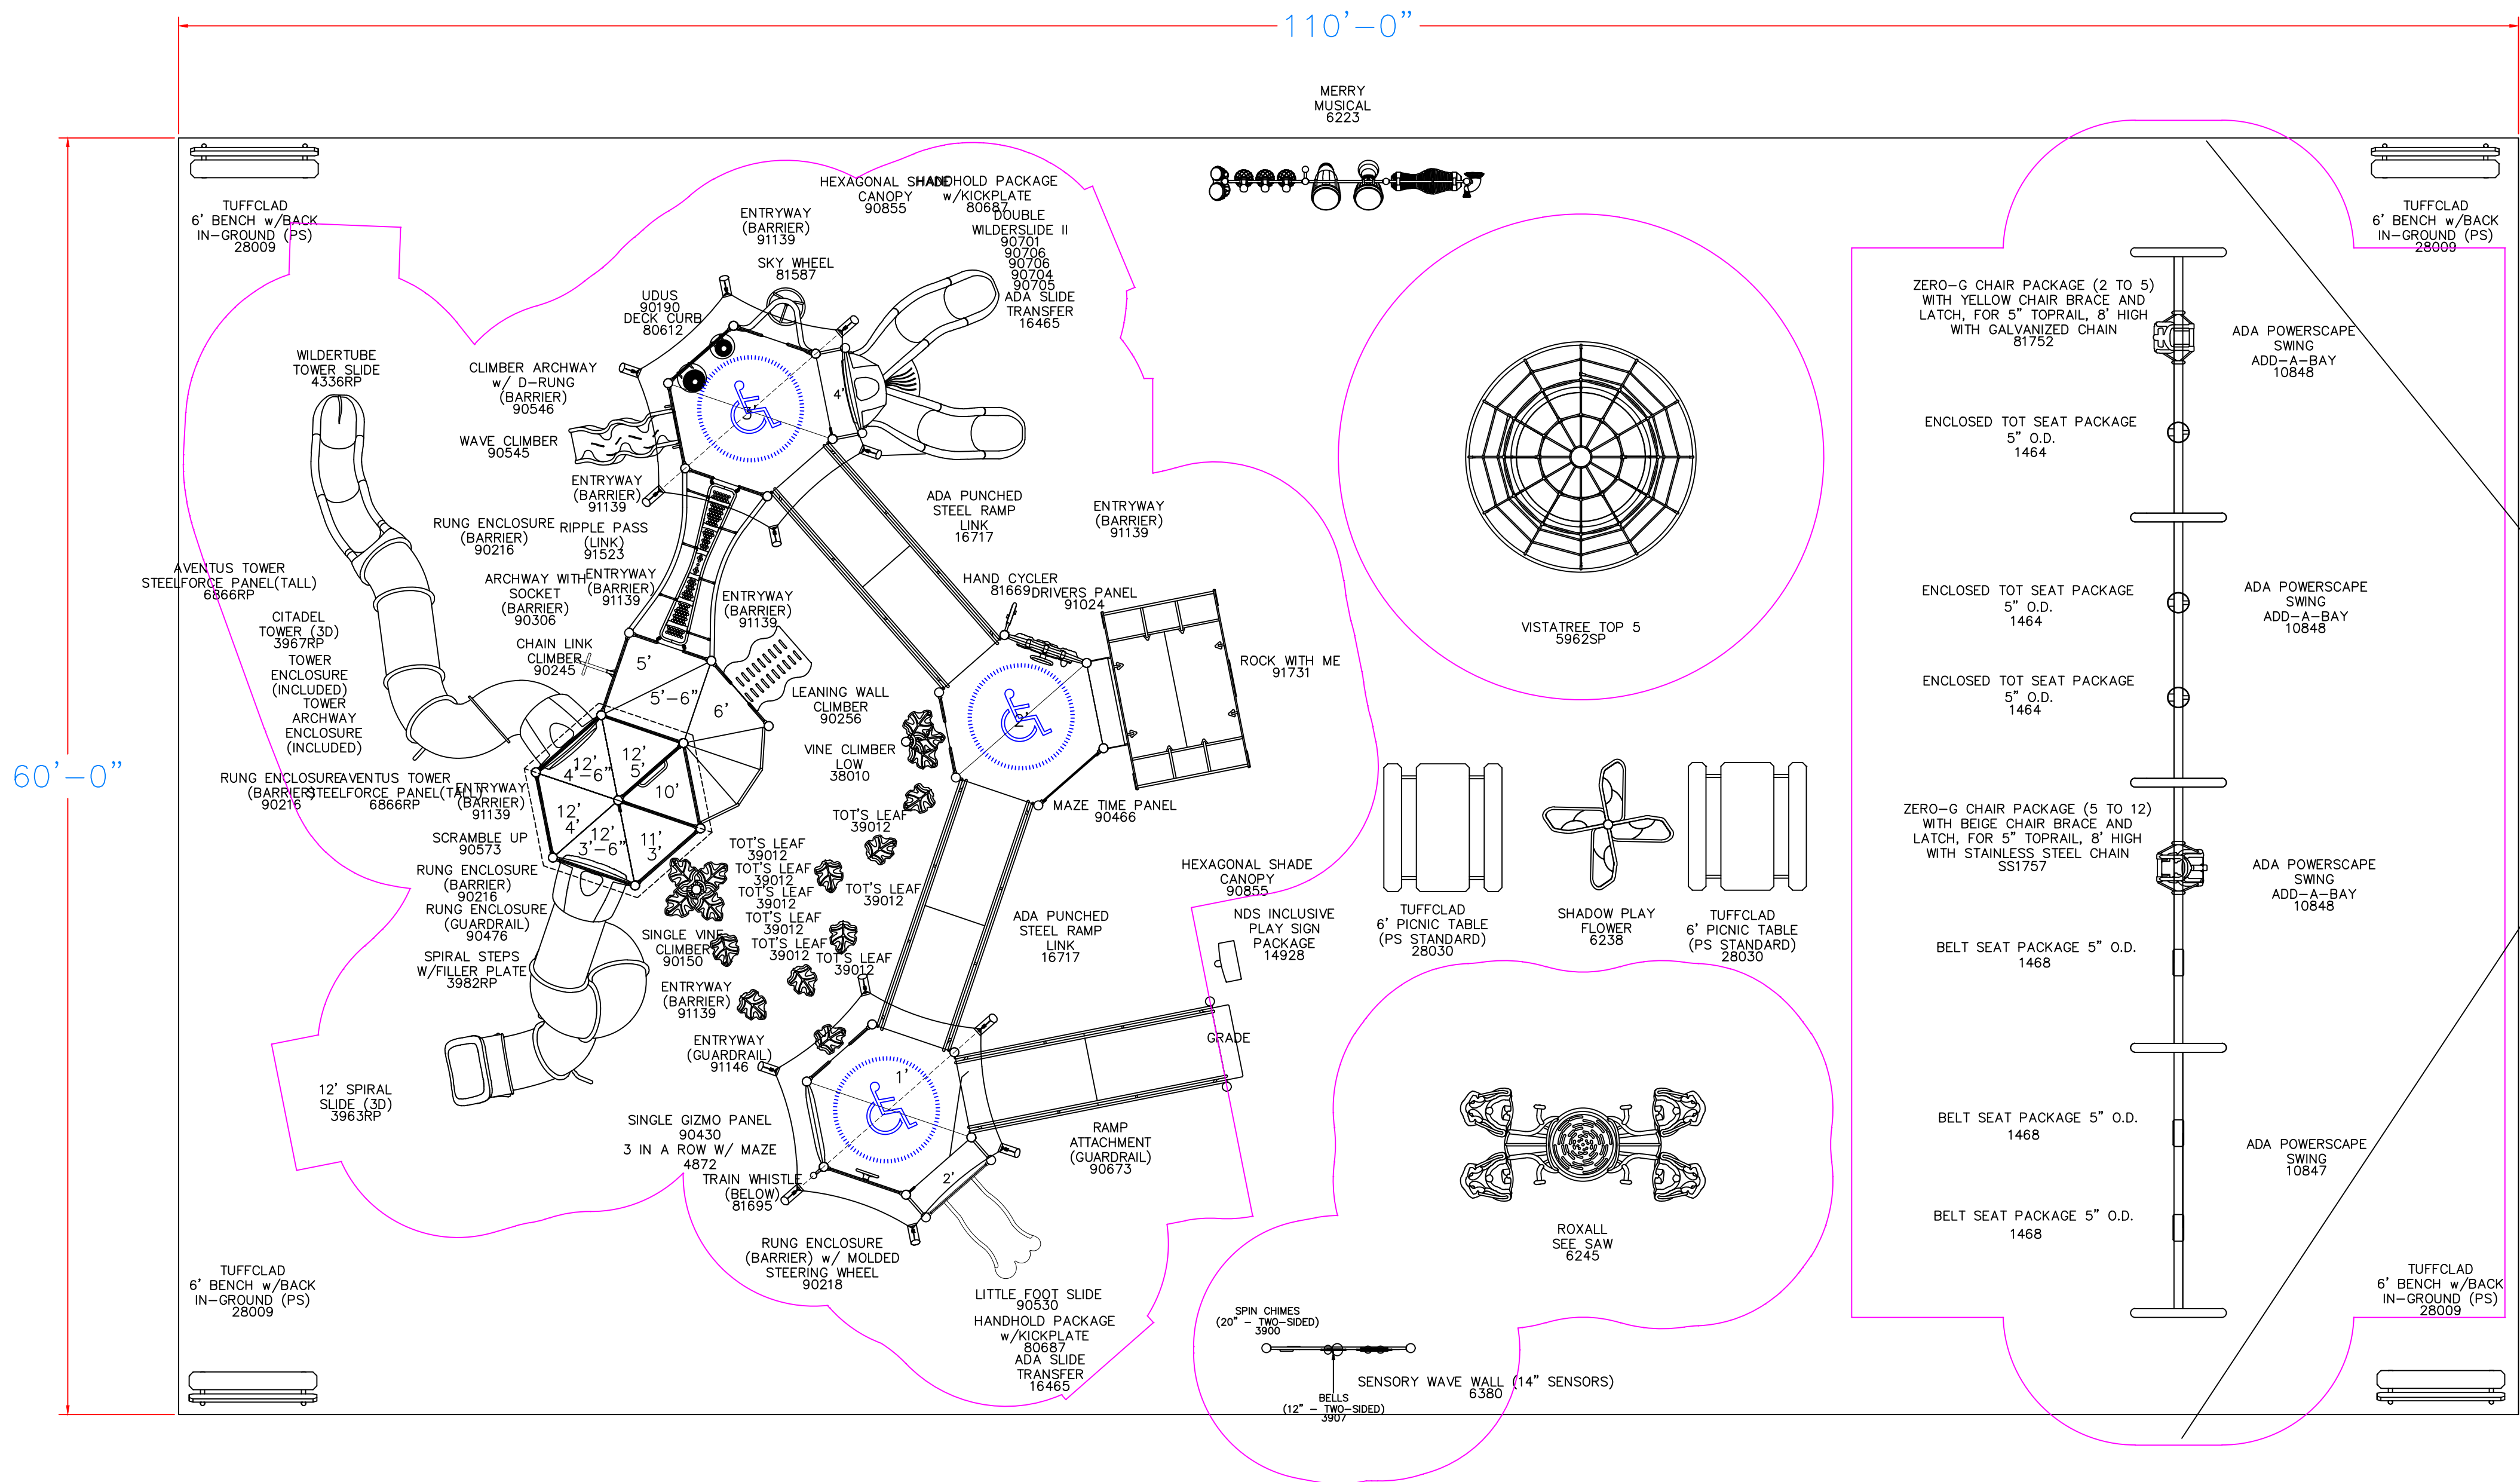 110'-0"
MERRY
MUSICAL
6223
TUFFCLAD
6' BENCH w/BACK
IN-GROUND (PS)
28009
HEXAGONAL SHADE
CANOPY
90855
HANDHOLD PACKAGE
w/KICKPLATE
80687
ENTRYWAY
(BARRIER)
91139
DOUBLE
WILDERSLIDE II
90701
90706
90706
90704
90705
ADA SLIDE
TRANSFER
16465
SKY WHEEL
81587
UDUS
90190
DECK CURB
80612
TUFFCLAD
6' BENCH w/BACK
IN-GROUND (PS)
28009
ZERO-G CHAIR PACKAGE (2 TO 5)
WITH YELLOW CHAIR BRACE AND
LATCH, FOR 5" TOPRAIL, 8' HIGH
WITH GALVANIZED CHAIN
81752
ADA POWERSCAPE
SWING
ADD-A-BAY
10848
WILDERTUBE
TOWER SLIDE
4336RP
CLIMBER ARCHWAY
w/ D-RUNG
(BARRIER)
90546
4'
WAVE CLIMBER
90545
ENCLOSED TOT SEAT PACKAGE
5" O.D.
1464
ENTRYWAY
(BARRIER)
91139
RUNG ENCLOSURE
(BARRIER)
90216
RIPPLE PASS
(LINK)
91523
ADA PUNCHED
STEEL RAMP
LINK
16717
ENTRYWAY
(BARRIER)
91139
AVENTUS TOWER
STEELFORCE PANEL(TALL)
6866RP
ARCHWAY WITH
SOCKET
(BARRIER)
90306
ENTRYWAY
(BARRIER)
91139
ENTRYWAY
(BARRIER)
91139
HAND CYCLER
81669
DRIVERS PANEL
91024
ENCLOSED TOT SEAT PACKAGE
5" O.D.
1464
ADA POWERSCAPE
SWING
ADD-A-BAY
10848
CITADEL
TOWER (3D)
3967RP
TOWER
ENCLOSURE
(INCLUDED)
TOWER
ARCHWAY
ENCLOSURE
(INCLUDED)
CHAIN LINK
CLIMBER
90245
5'
5'-6"
6'
VISTATREE TOP 5
5962SP
ROCK WITH ME
91731
LEANING WALL
CLIMBER
90256
2'
ENCLOSED TOT SEAT PACKAGE
5" O.D.
1464
VINE CLIMBER
LOW
38010
60'-0"
RUNG ENCLOSURE
(BARRIER)
90216
AVENTUS TOWER
STEELFORCE PANEL(TALL)
6866RP
ENTRYWAY
(BARRIER)
91139
12'
4'-6"
12'
5'
10'
12'
4'
12'
3'-6"
11'
3'
MAZE TIME PANEL
90466
SCRAMBLE UP
90573
RUNG ENCLOSURE
(BARRIER)
90216
RUNG ENCLOSURE
(GUARDRAIL)
90476
SPIRAL STEPS
W/FILLER PLATE
3982RP
TOT'S LEAF
39012
TOT'S LEAF
39012
TOT'S LEAF
39012
TOT'S LEAF
39012
TOT'S LEAF
39012
TOT'S LEAF
39012
TOT'S LEAF
39012
TOT'S LEAF
39012
SINGLE VINE
CLIMBER
90150
ENTRYWAY
(BARRIER)
91139
HEXAGONAL SHADE
CANOPY
90855
NDS INCLUSIVE
PLAY SIGN
PACKAGE
14928
ADA PUNCHED
STEEL RAMP
LINK
16717
TUFFCLAD
6' PICNIC TABLE
(PS STANDARD)
28030
SHADOW PLAY
FLOWER
6238
TUFFCLAD
6' PICNIC TABLE
(PS STANDARD)
28030
ZERO-G CHAIR PACKAGE (5 TO 12)
WITH BEIGE CHAIR BRACE AND
LATCH, FOR 5" TOPRAIL, 8' HIGH
WITH STAINLESS STEEL CHAIN
SS1757
ADA POWERSCAPE
SWING
ADD-A-BAY
10848
BELT SEAT PACKAGE 5" O.D.
1468
ENTRYWAY
(GUARDRAIL)
91146
GRADE
1'
12' SPIRAL
SLIDE (3D)
3963RP
SINGLE GIZMO PANEL
90430
3 IN A ROW W/ MAZE
4872
TRAIN WHISTLE
(BELOW)
81695
2'
RAMP
ATTACHMENT
(GUARDRAIL)
90673
BELT SEAT PACKAGE 5" O.D.
1468
ADA POWERSCAPE
SWING
10847
BELT SEAT PACKAGE 5" O.D.
1468
ROXALL
SEE SAW
6245
RUNG ENCLOSURE
(BARRIER) w/ MOLDED
STEERING WHEEL
90218
TUFFCLAD
6' BENCH w/BACK
IN-GROUND (PS)
28009
LITTLE FOOT SLIDE
90530
HANDHOLD PACKAGE
w/KICKPLATE
80687
ADA SLIDE
TRANSFER
16465
SPIN CHIMES
(20" - TWO-SIDED)
3900
SENSORY WAVE WALL (14" SENSORS)
6380
BELLS
(12" - TWO-SIDED)
3907
TUFFCLAD
6' BENCH w/BACK
IN-GROUND (PS)
28009